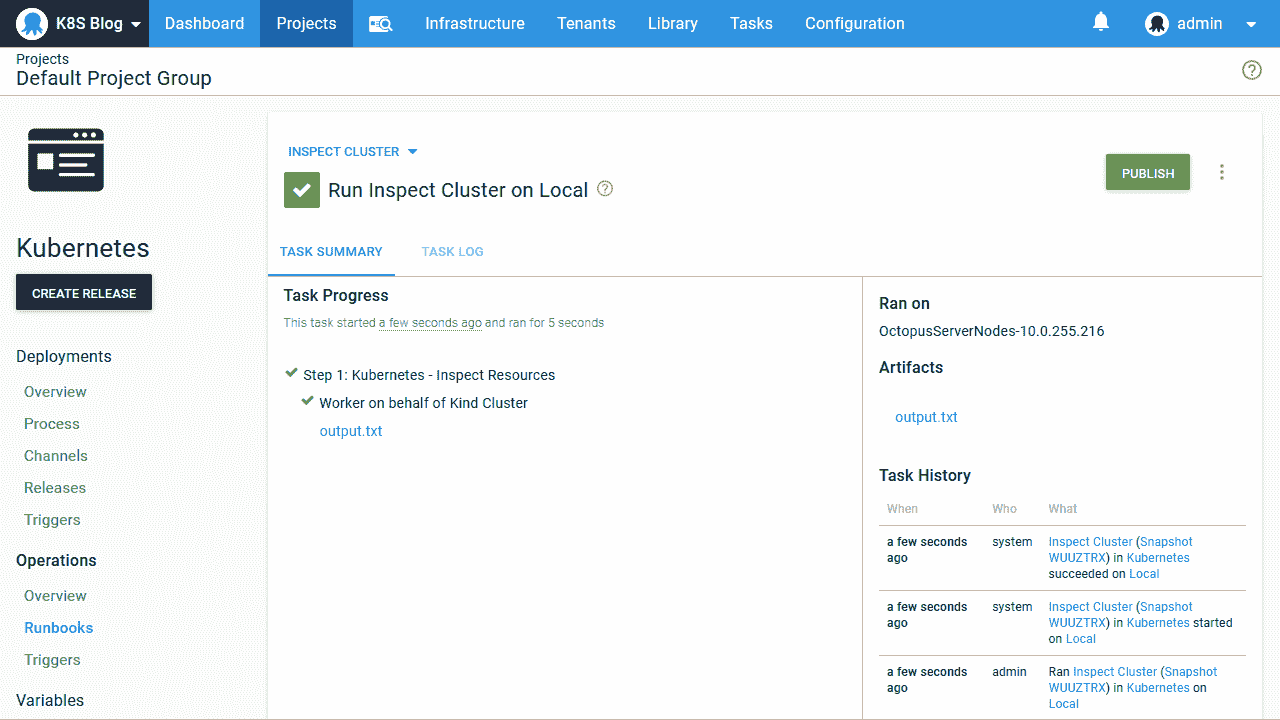 K8S Blog
Dashboard
Projects
Infrastructure
Tenants
Library
Tasks
Configuration
admin
Projects
Default Project Group
Kubernetes
CREATE RELEASE
Deployments
Overview
Process
Channels
Releases
Triggers
Operations
Overview
Runbooks
Triggers
Variables
INSPECT CLUSTER
Run Inspect Cluster on Local
PUBLISH
TASK SUMMARY
TASK LOG
Task Progress
This task started a few seconds ago and ran for 5 seconds
Step 1: Kubernetes - Inspect Resources
Worker on behalf of Kind Cluster
output.txt
Ran on
OctopusServerNodes-10.0.255.216
Artifacts
output.txt
Task History
When Who What
a few seconds system Inspect Cluster (Snapshot
ago WUUZTRX) in Kubernetes
succeeded on Local
a few seconds system Inspect Cluster (Snapshot
ago WUUZTRX) in Kubernetes started
on Local
a few seconds admin Ran Inspect Cluster (Snapshot
ago WUUZTRX) in Kubernetes on
Local